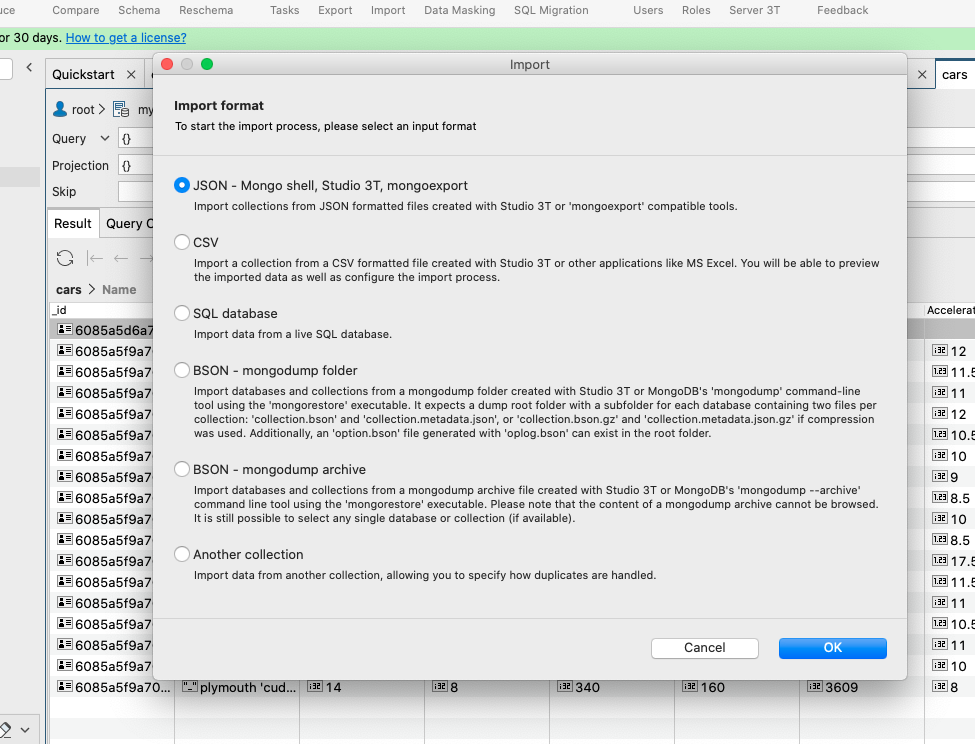 Compare Schema Reschema Tasks Export Import Data Masking SQL Migration Users Roles Server 3T Feedback
or 30 days. How to get a license?
Import
Quickstart
cars
Import format
To start the import process, please select an input format
root
my
Query {}
Projection {}
Skip
JSON - Mongo shell, Studio 3T, mongoexport
Import collections from JSON formatted files created with Studio 3T or 'mongoexport' compatible tools.
Result Query C
CSV
Import a collection from a CSV formatted file created with Studio 3T or other applications like MS Excel. You will be able to preview
the imported data as well as configure the import process.
cars > Name
_id
Accelerat
SQL database
Import data from a live SQL database.
6085a5d6a7
6085a5f9a7 12
6085a5f9a7 11.5
6085a5f9a7 11
6085a5f9a7 12
6085a5f9a7 10.5
6085a5f9a7 10
6085a5f9a7 9
6085a5f9a7 8.5
6085a5f9a7 10
6085a5f9a7 8.5
6085a5f9a7 17.5
6085a5f9a7 11.5
6085a5f9a7 11
6085a5f9a7 10.5
6085a5f9a7 11
6085a5f9a7 10
BSON - mongodump folder
Import databases and collections from a mongodump folder created with Studio 3T or MongoDB's 'mongodump' command-line
tool using the 'mongorestore' executable. It expects a dump root folder with a subfolder for each database containing two files per
collection: 'collection.bson' and 'collection.metadata.json', or 'collection.bson.gz' and 'collection.metadata.json.gz' if compression
was used. Additionally, an 'option.bson' file generated with 'oplog.bson' can exist in the root folder.
BSON - mongodump archive
Import databases and collections from a mongodump archive file created with Studio 3T or MongoDB's 'mongodump --archive'
command line tool using the 'mongorestore' executable. Please note that the content of a mongodump archive cannot be browsed.
It is still possible to select any single database or collection (if available).
Another collection
Import data from another collection, allowing you to specify how duplicates are handled.
Cancel OK
6085a5f9a70... plymouth 'cud... 14 8 340 160 3609 8